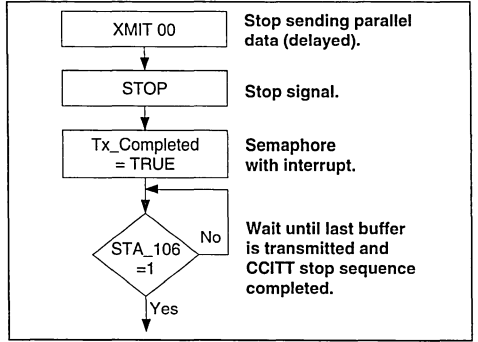 XMIT 00
Stop sending parallel
data (delayed).
STOP
Stop signal.
Tx_Completed
= TRUE
Semaphore
with interrupt.
No
STA_106
=1
Wait until last buffer
is transmitted and
CCITT stop sequence
completed.
Yes